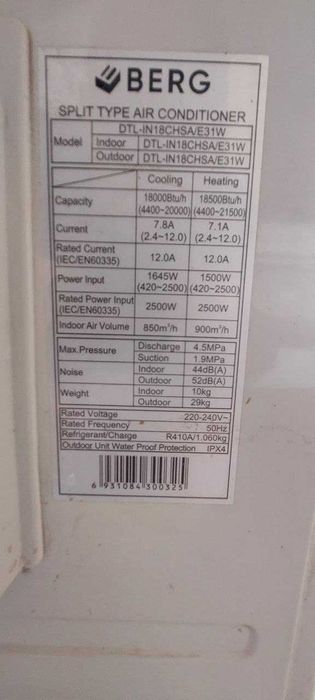 BERG
SPLIT TYPE AIR CONDITIONER
Model DTL-IN18CHSA/E31W
Indoor DTL-IN18CHSA/E31W
Outdoor DTL-IN18CHSA/E31W
Cooling Heating
Capacity 18000Btu/h (4400~20000) 18500Btu/h (4400~21500)
Current 7.8A (2.4~12.0) 7.1A (2.4~12.0)
Rated Current (IEC/EN60335) 12.0A 12.0A
Power Input 1645W (420~2500) 1500W (420~2500)
Rated Power Input (IEC/EN60335) 2500W 2500W
Indoor Air Volume 850m³/h 900m³/h
Max.Pressure Discharge 4.5MPa
Suction 1.9MPa
Noise Indoor 44dB(A)
Outdoor 52dB(A)
Weight Indoor 10kg
Outdoor 29kg
Rated Voltage 220-240V~
Rated Frequency 50Hz
Refrigerant/Charge R410A/1.060kg
Outdoor Unit Water Proof Protection IPX4
6 931084 300325